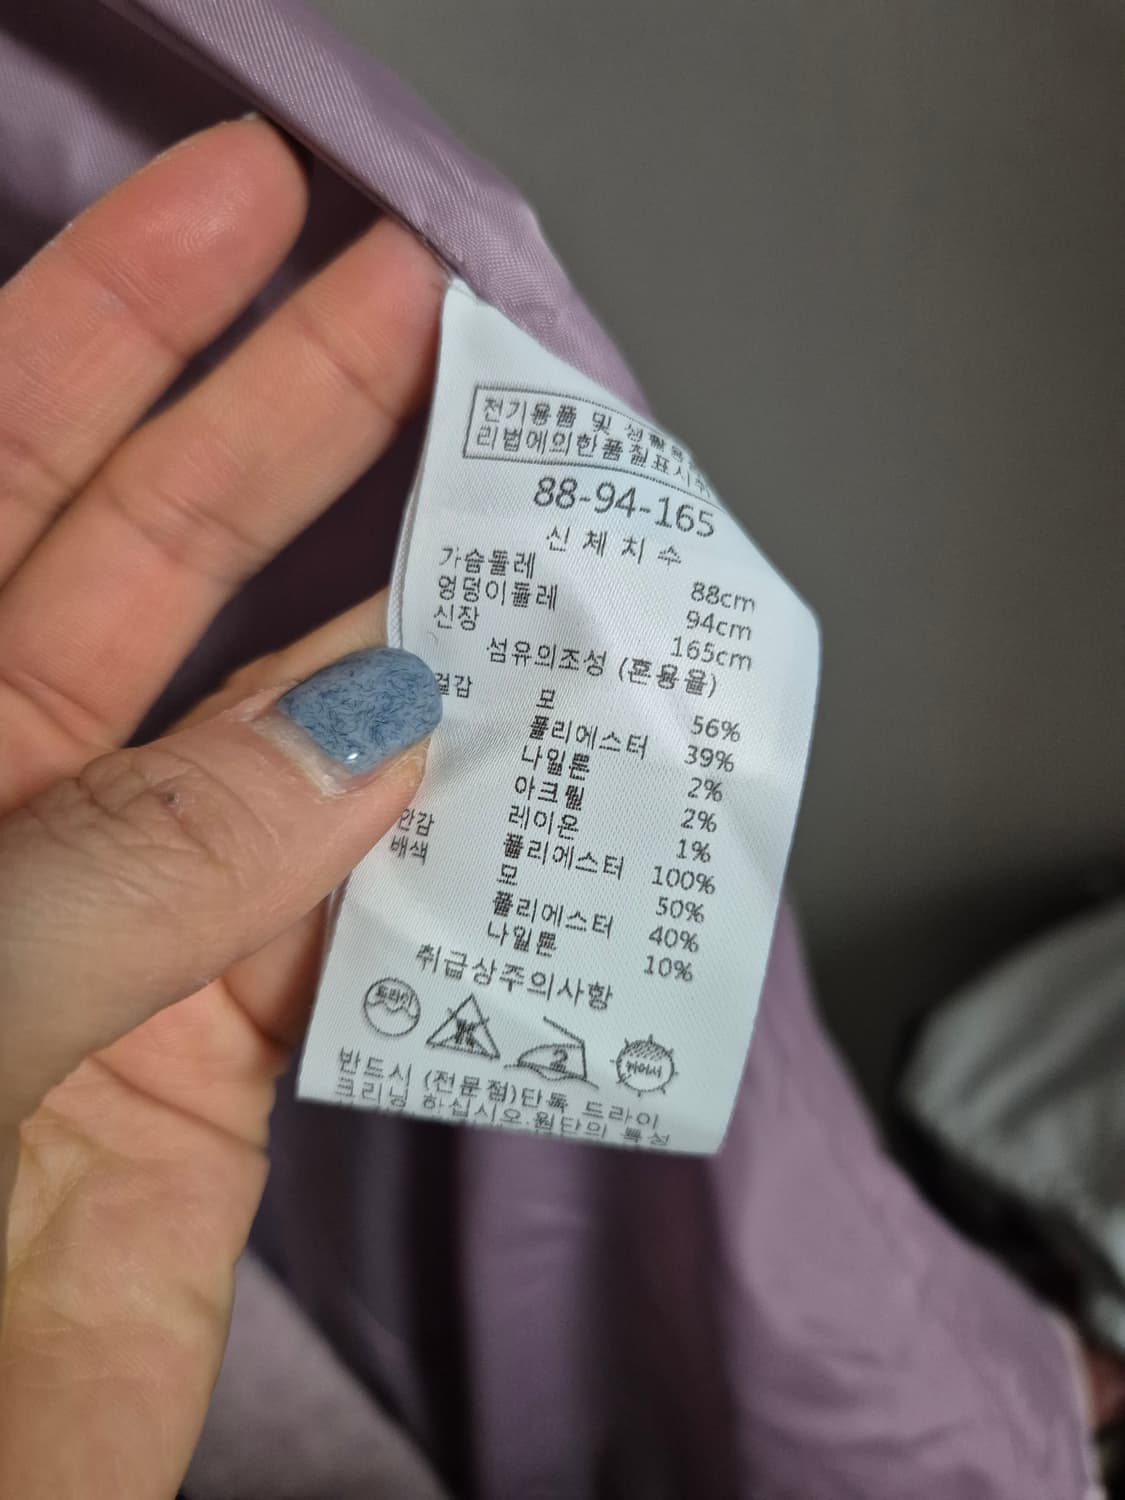 전기용품 및 생활용품
리법에의한품질표시
88-94-165
신체치수
가슴둘레 88cm
엉덩이둘레 94cm
신장 165cm
섬유의조성 (혼용율)
겉감 모 56%
폴리에스터 39%
나일론 2%
아크릴 2%
레이온 1%
안감 폴리에스터 100%
배색 모 50%
폴리에스터 40%
나일론 10%
취급상주의사항
드라이
2
뉘어서
반드시 (전문점)단독 드라이
크리닝 하십시오.원단의 특성